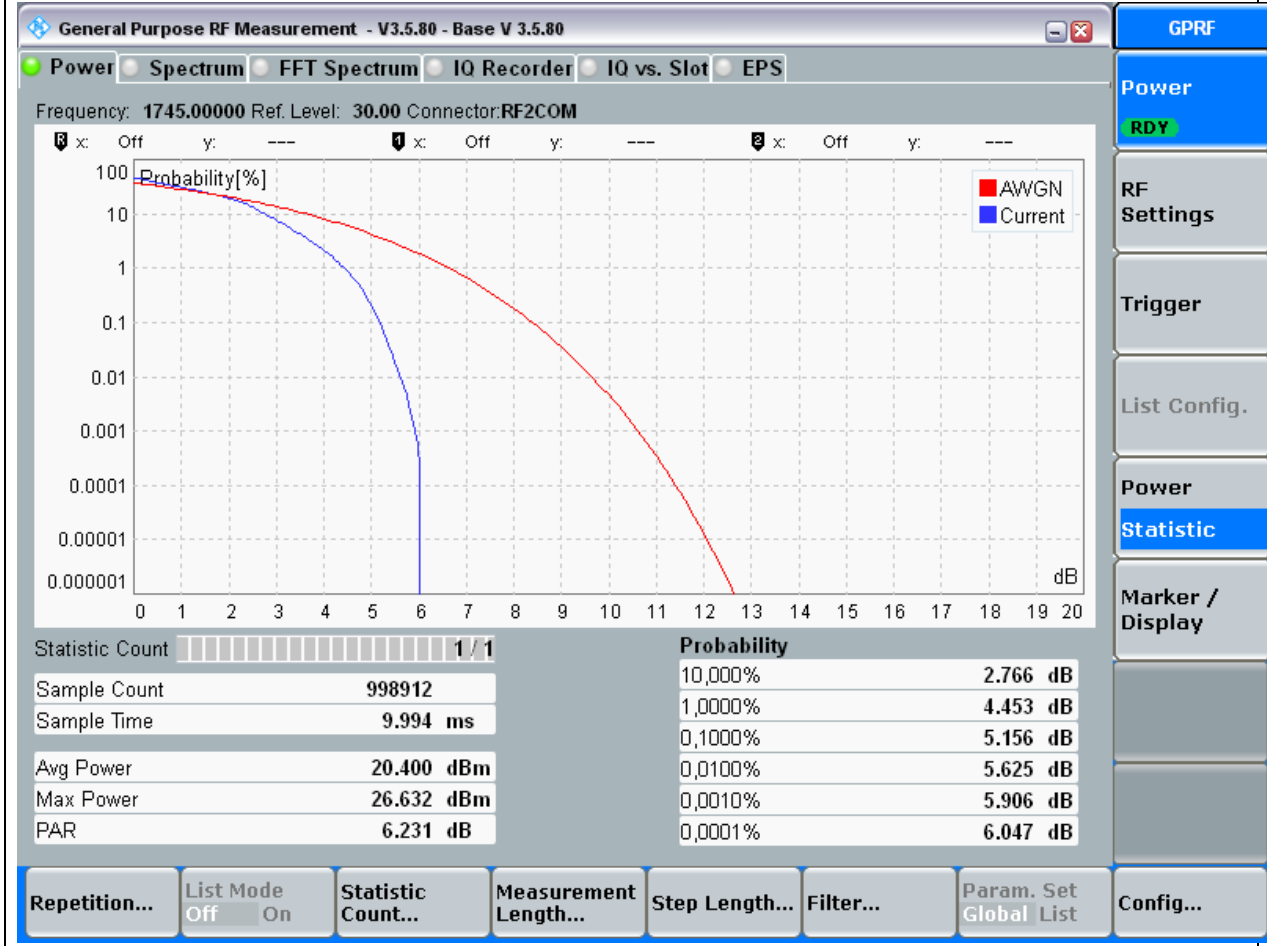 General Purpose RF Measurement - V3.5.80 - Base V 3.5.80
GPRF
Power Spectrum FFT Spectrum IQ Recorder IQ vs. Slot EPS
Frequency: 1745.00000 Ref. Level: 30.00 Connector:RF2COM
R x: Off y: --- 1 x: Off y: --- 2 x: Off y: ---
Probability[%]
AWGN
Current
100
10
1
0.1
0.01
0.001
0.0001
0.00001
0.000001
dB
0 1 2 3 4 5 6 7 8 9 10 11 12 13 14 15 16 17 18 19 20
Statistic Count 1 / 1
Sample Count 998912
Sample Time 9.994 ms
Avg Power 20.400 dBm
Max Power 26.632 dBm
PAR 6.231 dB
Probability
10,000% 2.766 dB
1,0000% 4.453 dB
0,1000% 5.156 dB
0,0100% 5.625 dB
0,0010% 5.906 dB
0,0001% 6.047 dB
Power
RDY
RF
Settings
Trigger
List Config.
Power
Statistic
Marker /
Display
Repetition...
List Mode
Off On
Statistic
Count...
Measurement
Length...
Step Length...
Filter...
Param. Set
Global List
Config...